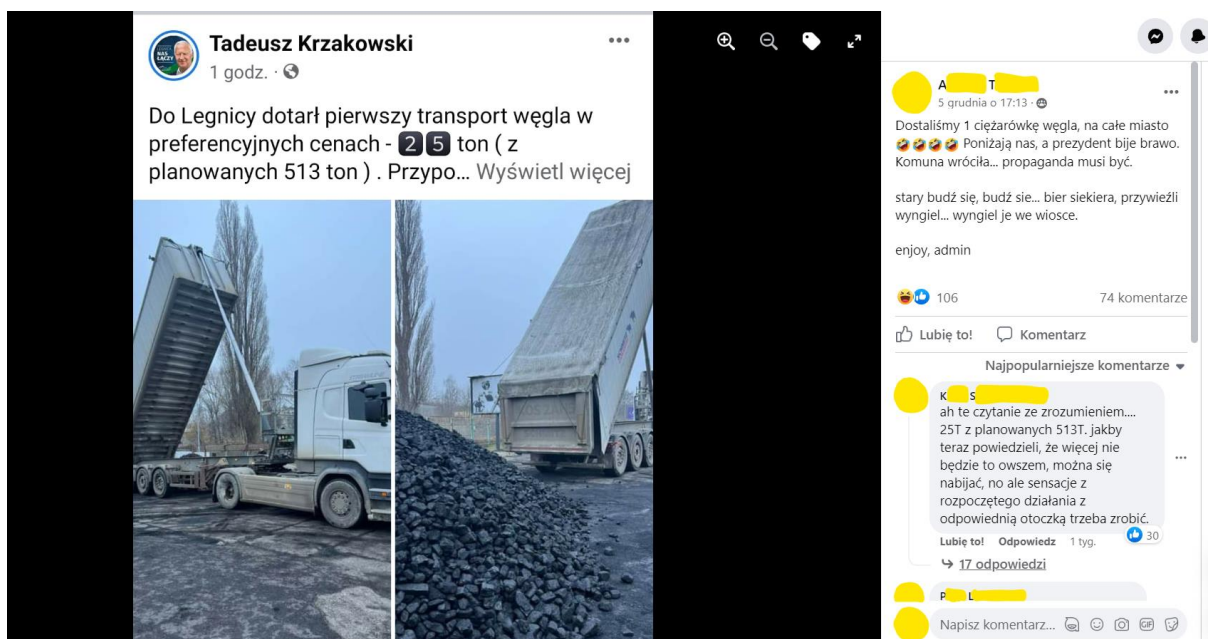 Tadeusz Krzakowski
1 godz.
Do Legnicy dotarł pierwszy transport węgla w
preferencyjnych cenach - 25 ton ( z
planowanych 513 ton ) . Przypo... Wyświetl więcej
NAS
ŁĄCZY
A T
5 grudnia o 17:13
Dostaliśmy 1 ciężarówkę węgla, na całe miasto
🤣🤣🤣🤣 Poniżają nas, a prezydent bije brawo.
Komuna wróciła... propaganda musi być.
stary budź się, budź sie... bier siekiera, przywieźli
wyngiel... wyngiel je we wiosce.
enjoy, admin
106
74 komentarze
Lubię to! Komentarz
Najpopularniejsze komentarze
K S
ah te czytanie ze zrozumieniem....
25T z planowanych 513T. jakby
teraz powiedzieli, że więcej nie
będzie to owszem, można się
nabijać, no ale sensacje z
rozpoczętego działania z
odpowiednią otoczką trzeba zrobić.
Lubię to! Odpowiedz 1 tyg. 30
17 odpowiedzi
P L
Napisz komentarz... GIF